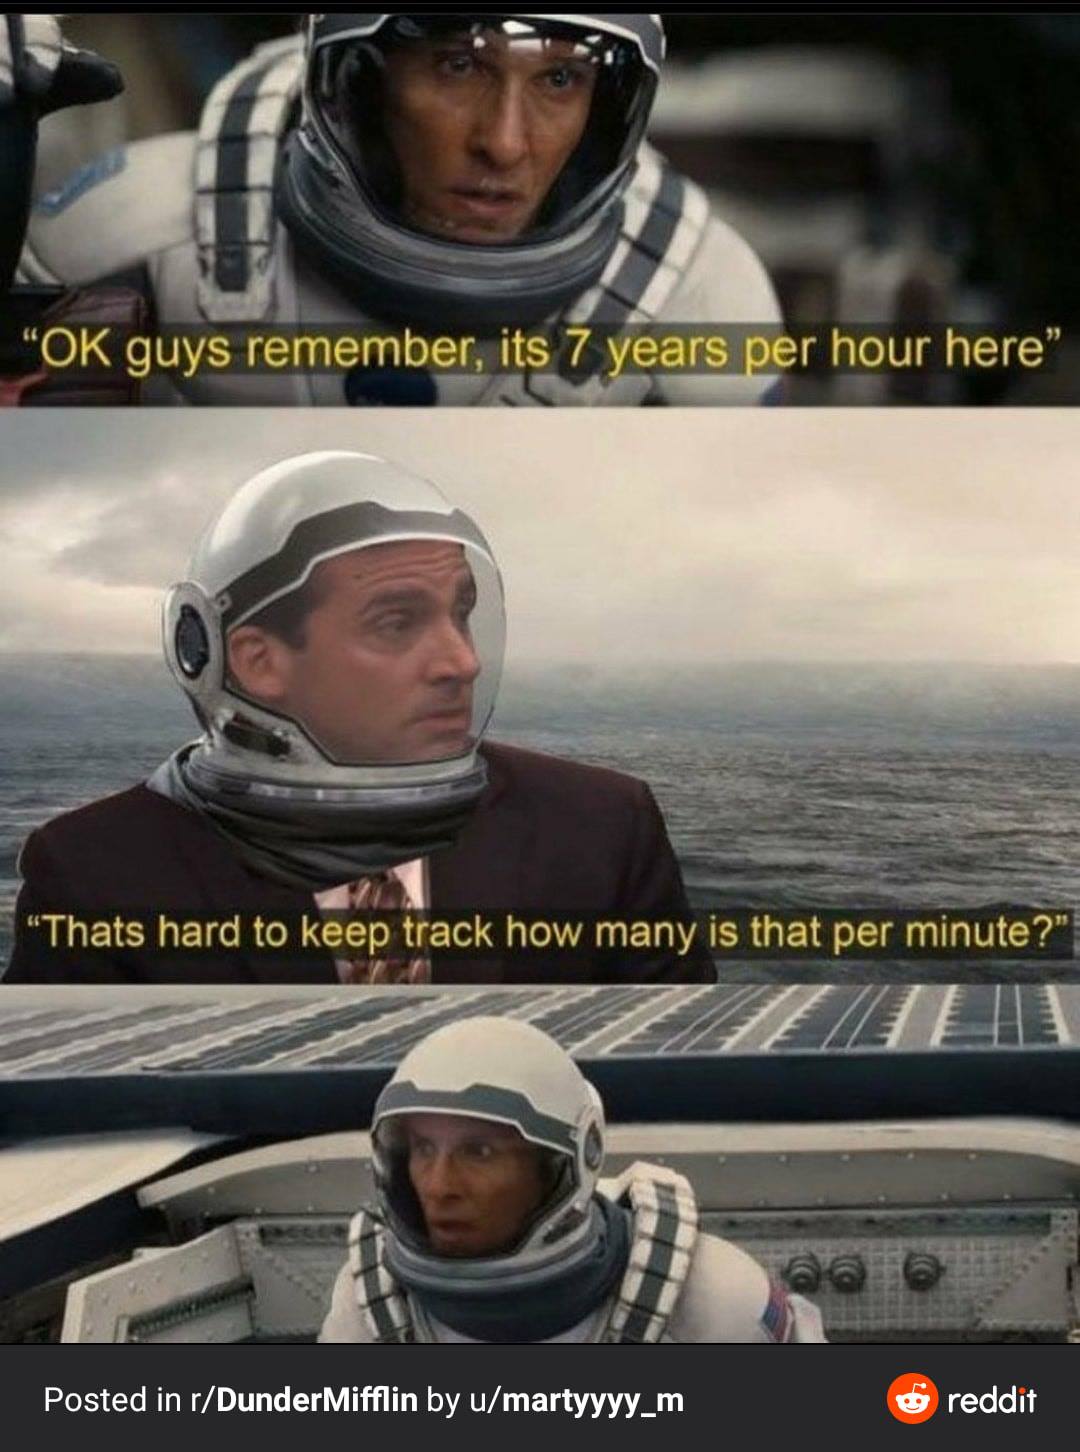 “OK guys remember, its 7 years per hour here”
“Thats hard to keep track how many is that per minute?”
Posted in r/DunderMifflin by u/martyyyy_m
reddit